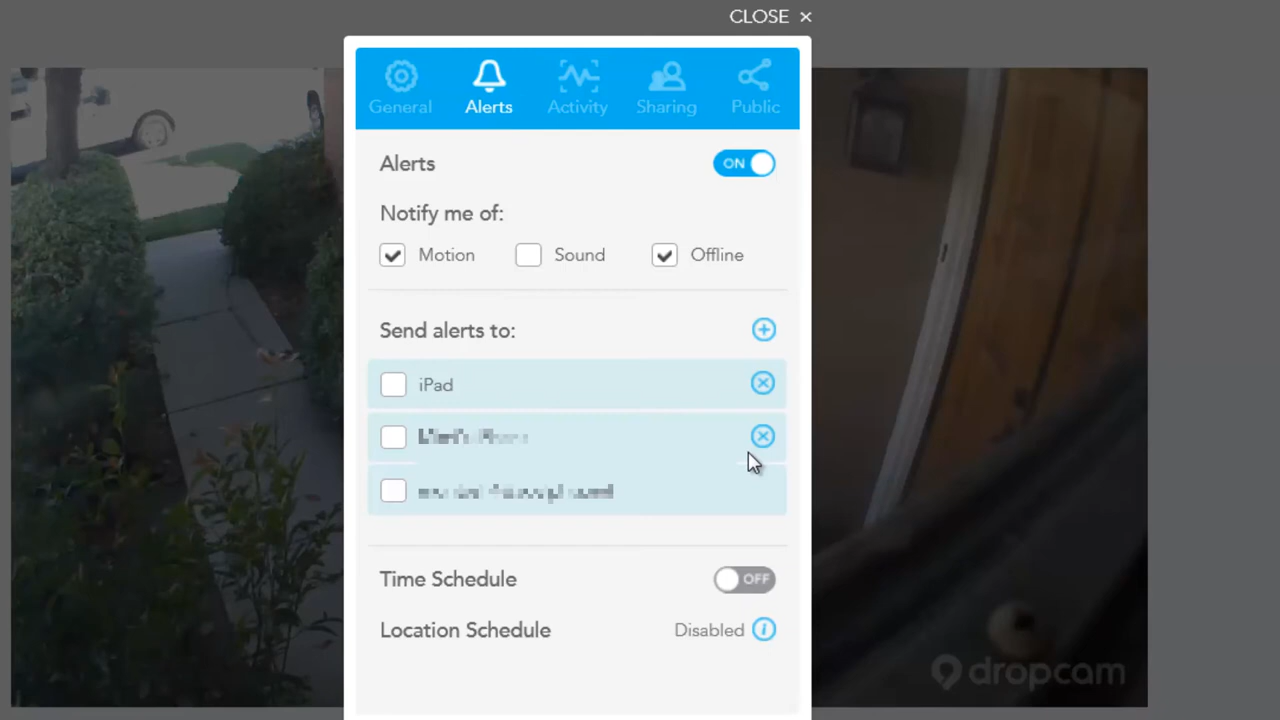 CLOSE ×
General Alerts Activity Sharing Public
Alerts ON
Notify me of:
Motion Sound Offline
Send alerts to:
iPad
Time Schedule OFF
Location Schedule Disabled i
dropcam